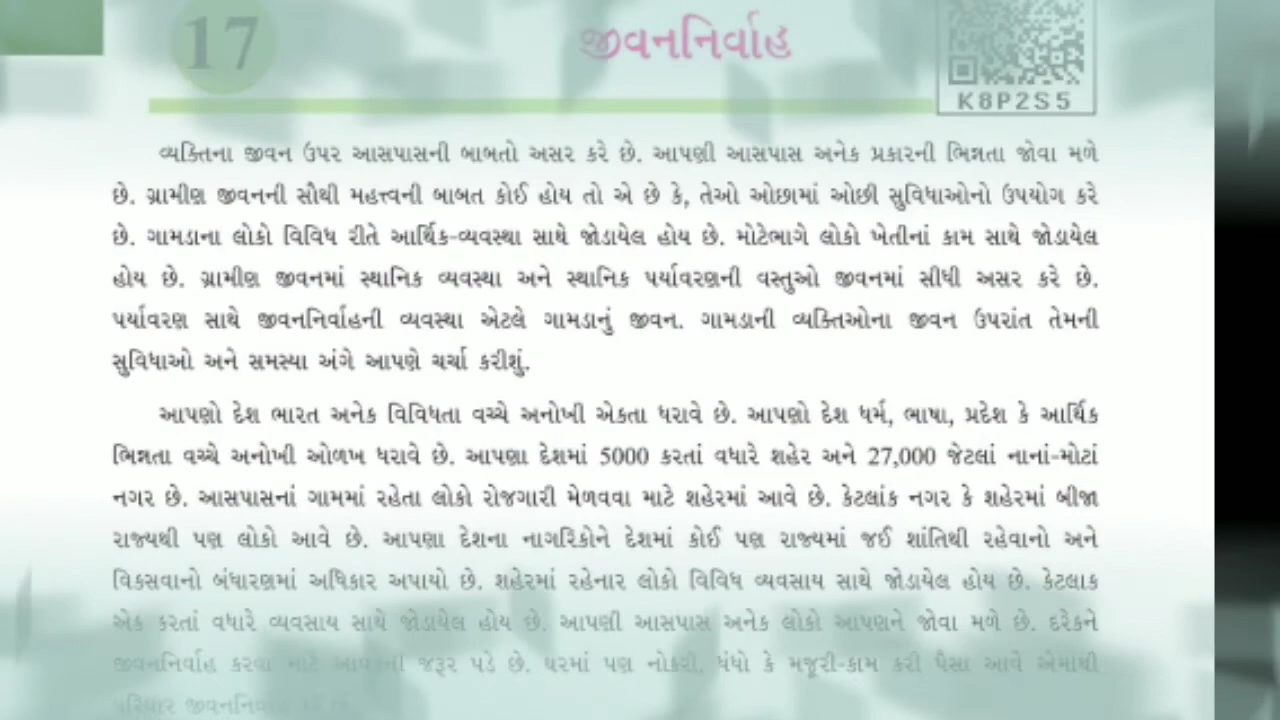 17
જીવનનિર્વાહ
K8P2S5
વ્યક્તિના જીવન ઉપર આસપાસની બાબતો અસર કરે છે. આપણી આસપાસ અનેક પ્રકારની ભિન્નતા જોવા મળે
છે. ગ્રામીણ જીવનની સૌથી મહત્ત્વની બાબત કોઈ હોય તો એ છે કે, તેઓ ઓછામાં ઓછી સુવિધાઓનો ઉપયોગ કરે
છે. ગામડાના લોકો વિવિધ રીતે આર્થિક-વ્યવસ્થા સાથે જોડાયેલ હોય છે. મોટેભાગે લોકો ખેતીનાં કામ સાથે જોડાયેલ
હોય છે. ગ્રામીણ જીવનમાં સ્થાનિક વ્યવસ્થા અને સ્થાનિક પર્યાવરણની વસ્તુઓ જીવનમાં સીધી અસર કરે છે.
પર્યાવરણ સાથે જીવનનિર્વાહની વ્યવસ્થા એટલે ગામડાનું જીવન. ગામડાની વ્યક્તિઓના જીવન ઉપરાંત તેમની
સુવિધાઓ અને સમસ્યા અંગે આપણે ચર્ચા કરીશું.
આપણો દેશ ભારત અનેક વિવિધતા વચ્ચે અનોખી એકતા ધરાવે છે. આપણો દેશ ધર્મ, ભાષા, પ્રદેશ કે આર્થિક
ભિન્નતા વચ્ચે અનોખી ઓળખ ધરાવે છે. આપણા દેશમાં 5000 કરતાં વધારે શહેર અને 27,000 જેટલાં નાનાં-મોટાં
નગર છે. આસપાસનાં ગામમાં રહેતા લોકો રોજગારી મેળવવા માટે શહેરમાં આવે છે. કેટલાંક નગર કે શહેરમાં બીજા
રાજ્યથી પણ લોકો આવે છે. આપણા દેશના નાગરિકોને દેશમાં કોઈ પણ રાજ્યમાં જઈ શાંતિથી રહેવાનો અને
વિકસવાનો બંધારણમાં અધિકાર અપાયો છે. શહેરમાં રહેનાર લોકો વિવિધ વ્યવસાય સાથે જોડાયેલ હોય છે. કેટલાક
એક કરતાં વધારે વ્યવસાય સાથે જોડાયેલ હોય છે. આપણી આસપાસ અનેક લોકો આપણને જોવા મળે છે. દરેકને
જીવનનિર્વાહ કરવા માટે આવકની જરૂર પડે છે. ઘરમાં પણ નોકરી, ધંધો કે મજૂરી-કામ કરી પૈસા આવે એમાંથી
પરિવાર